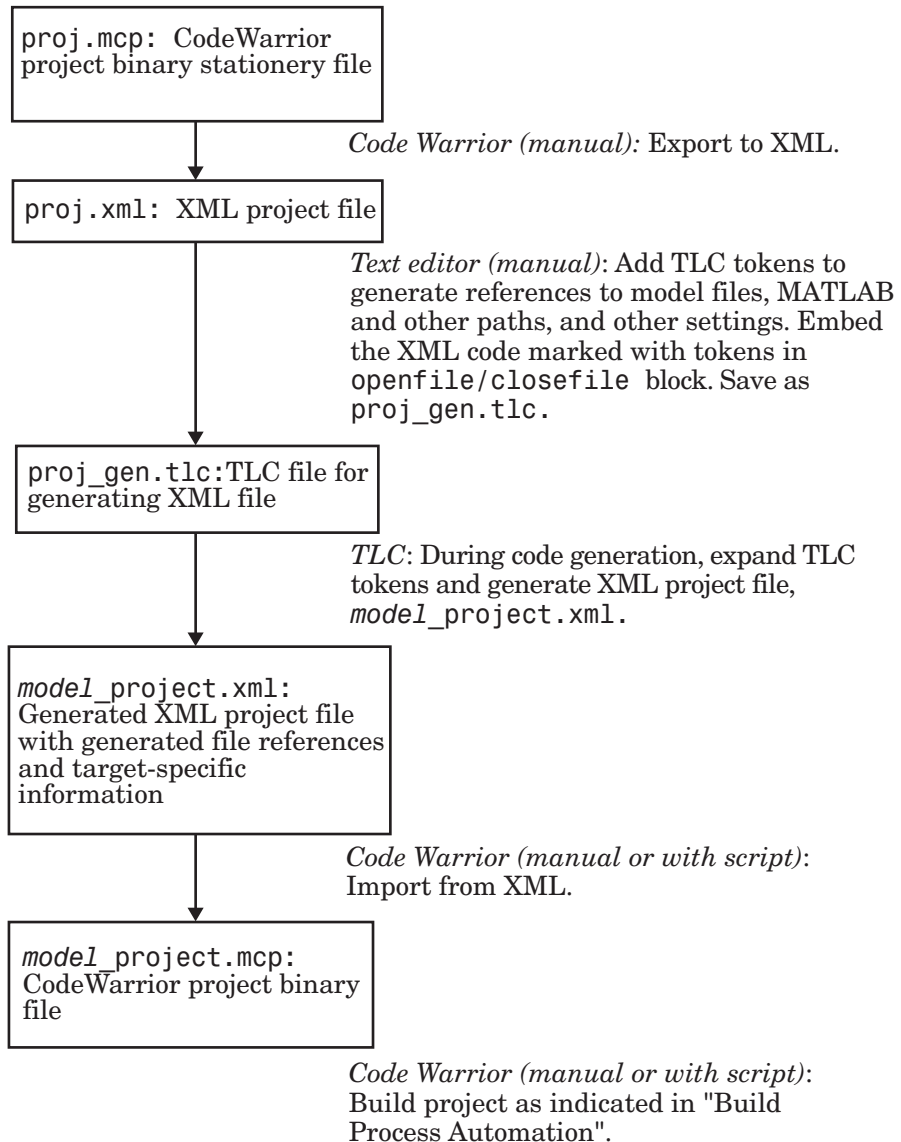 proj.mcp: CodeWarrior
project binary stationery file
Code Warrior (manual): Export to XML.
proj.xml: XML project file
Text editor (manual): Add TLC tokens to
generate references to model files, MATLAB
and other paths, and other settings. Embed
the XML code marked with tokens in
openfile/closefile block. Save as
proj_gen.tlc.
proj_gen.tlc:TLC file for
generating XML file
TLC: During code generation, expand TLC
tokens and generate XML project file,
model_project.xml.
model_project.xml:
Generated XML project file
with generated file references
and target-specific
information
Code Warrior (manual or with script):
Import from XML.
model_project.mcp:
CodeWarrior project binary
file
Code Warrior (manual or with script):
Build project as indicated in "Build
Process Automation".